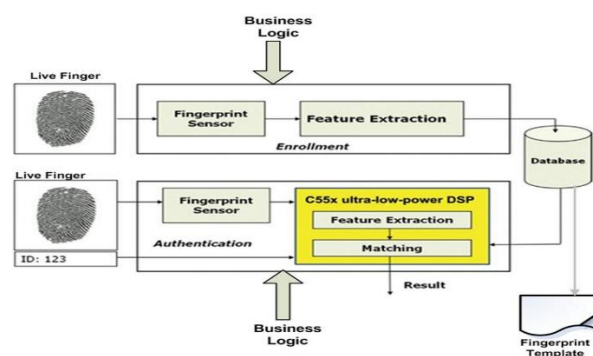 Business
Logic
Live Finger
Fingerprint
Sensor
Feature Extraction
Enrollment
Database
Live Finger
Fingerprint
Sensor
C55x ultra-low-power DSP
Feature Extraction
Matching
Authentication
ID: 123
Result
Business
Logic
Fingerprint
Template